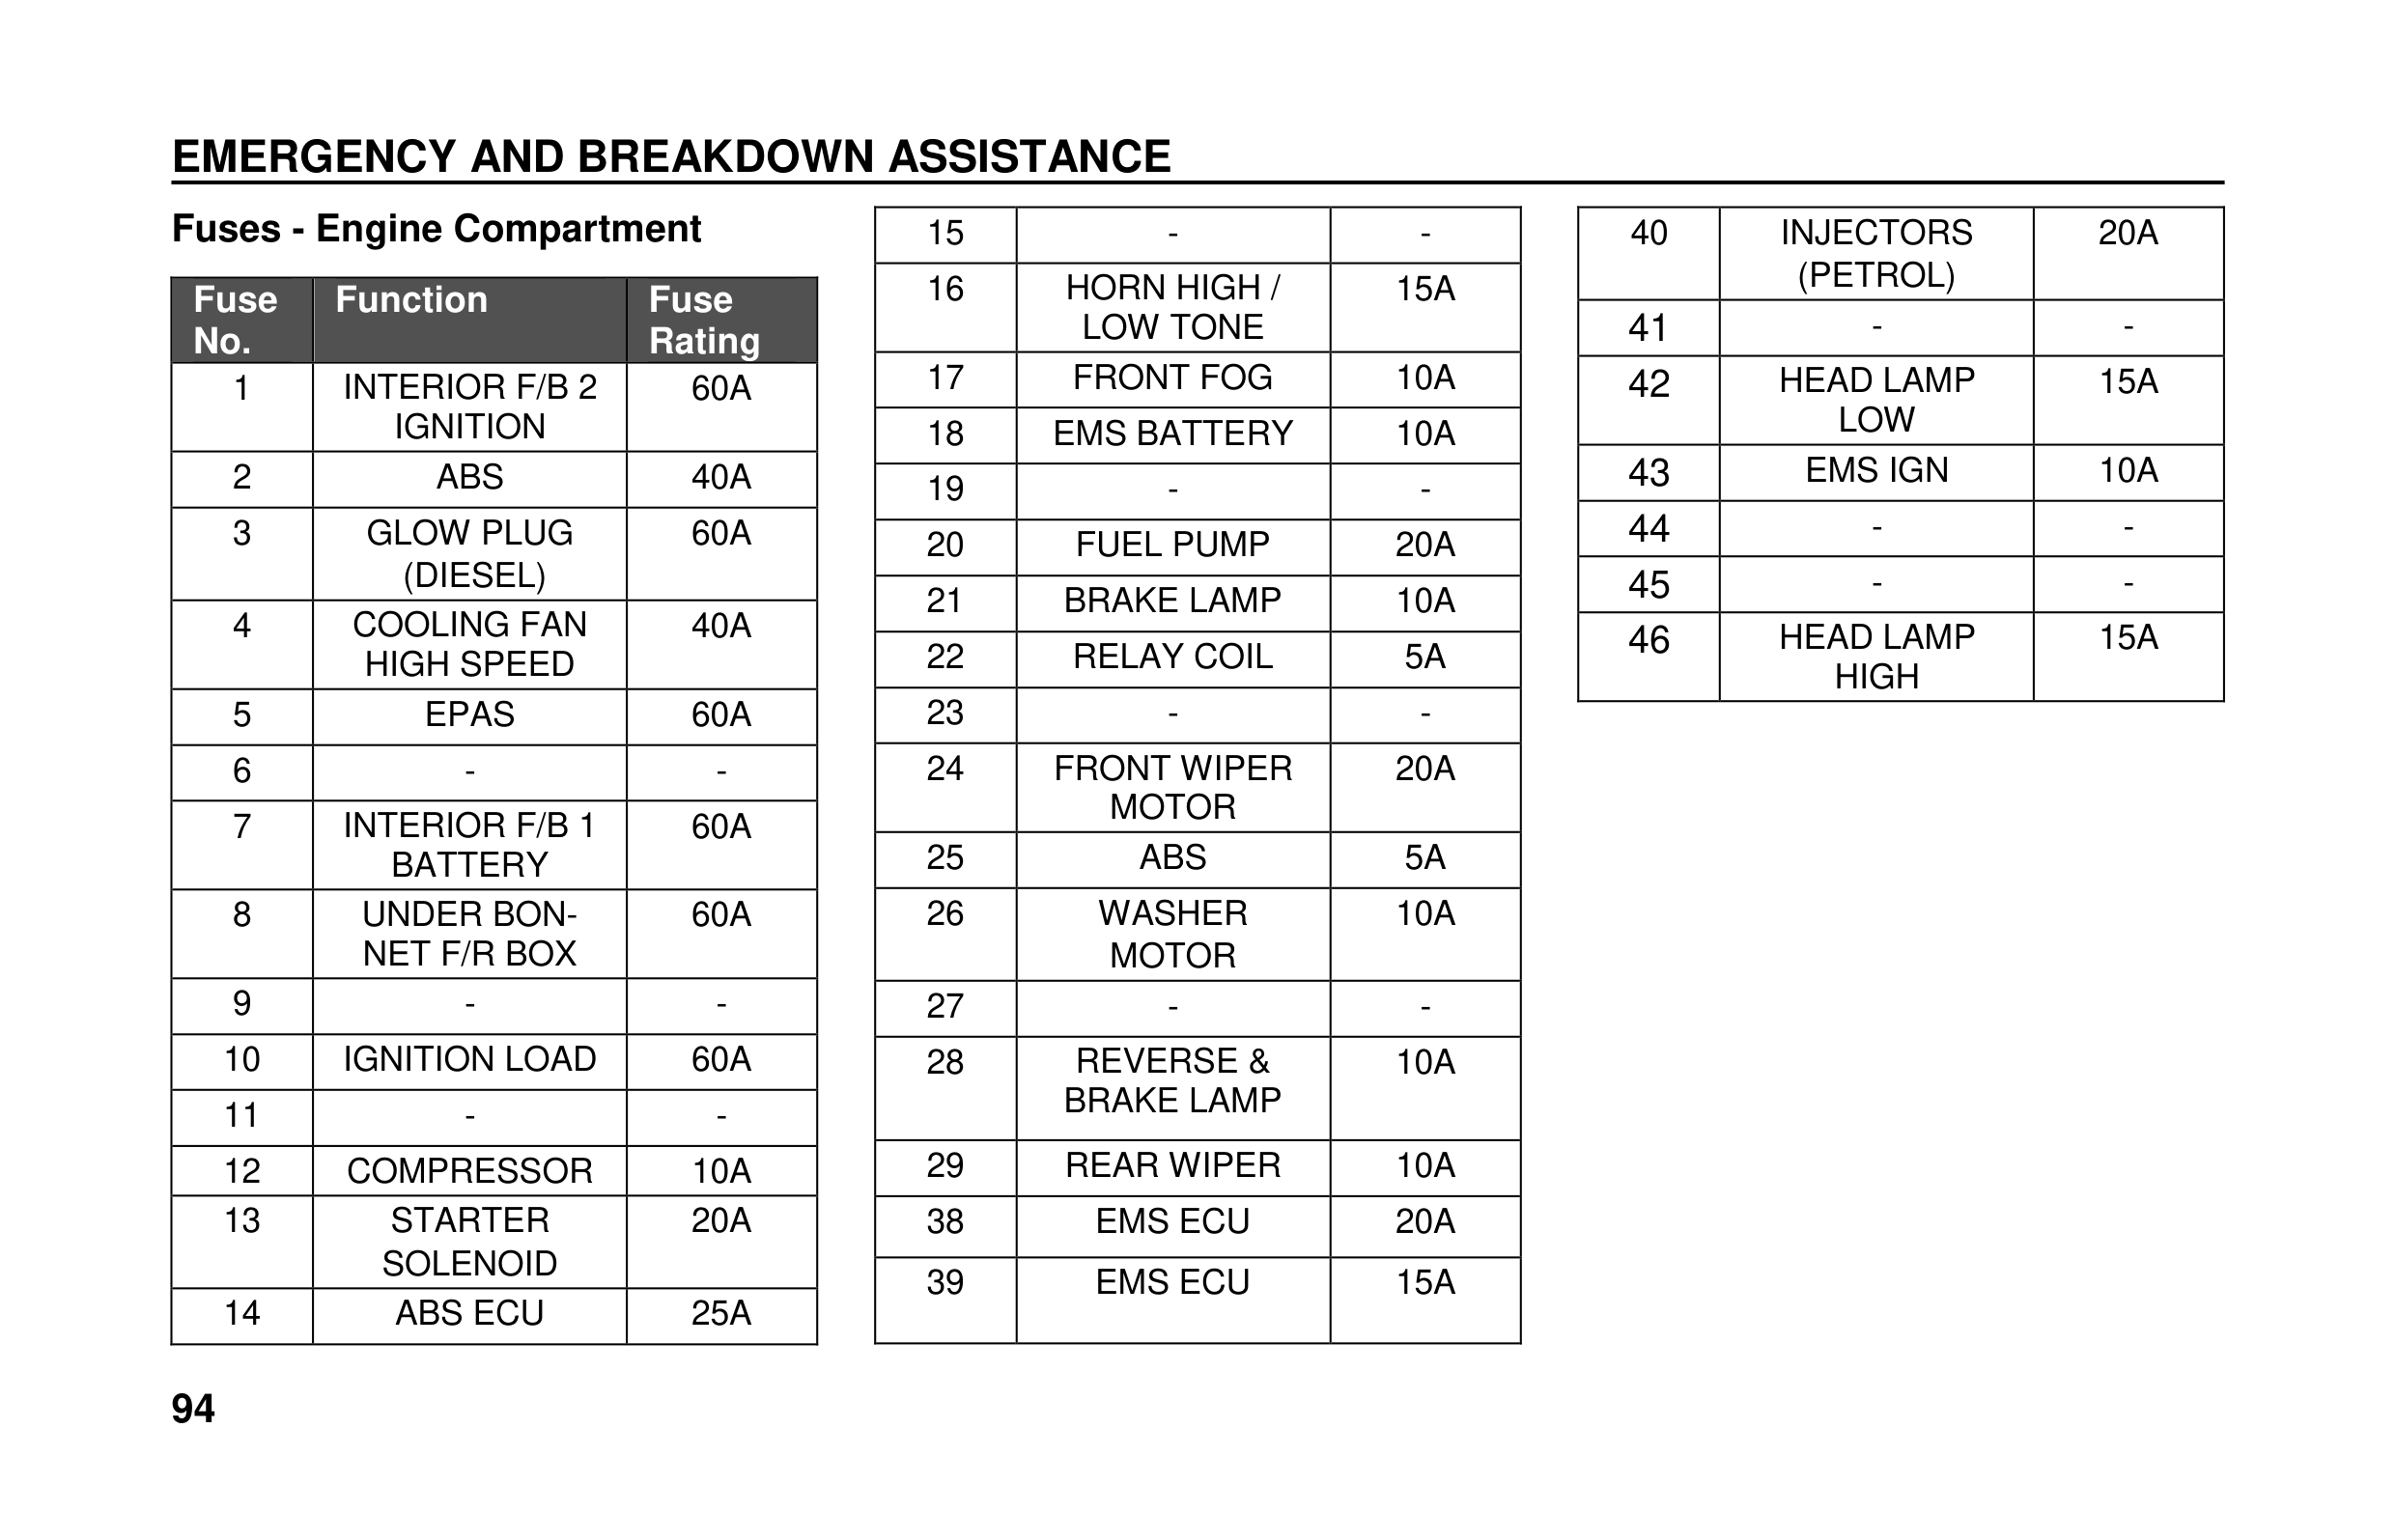 EMERGENCY AND BREAKDOWN ASSISTANCE
Fuses - Engine Compartment
Fuse No. Function Fuse Rating
1 INTERIOR F/B 2 IGNITION 60A
2 ABS 40A
3 GLOW PLUG (DIESEL) 60A
4 COOLING FAN HIGH SPEED 40A
5 EPAS 60A
6 - -
7 INTERIOR F/B 1 BATTERY 60A
8 UNDER BON-NET F/R BOX 60A
9 - -
10 IGNITION LOAD 60A
11 - -
12 COMPRESSOR 10A
13 STARTER SOLENOID 20A
14 ABS ECU 25A
15 - -
16 HORN HIGH / LOW TONE 15A
17 FRONT FOG 10A
18 EMS BATTERY 10A
19 - -
20 FUEL PUMP 20A
21 BRAKE LAMP 10A
22 RELAY COIL 5A
23 - -
24 FRONT WIPER MOTOR 20A
25 ABS 5A
26 WASHER MOTOR 10A
27 - -
28 REVERSE & BRAKE LAMP 10A
29 REAR WIPER 10A
38 EMS ECU 20A
39 EMS ECU 15A
40 INJECTORS (PETROL) 20A
41 - -
42 HEAD LAMP LOW 15A
43 EMS IGN 10A
44 - -
45 - -
46 HEAD LAMP HIGH 15A
94